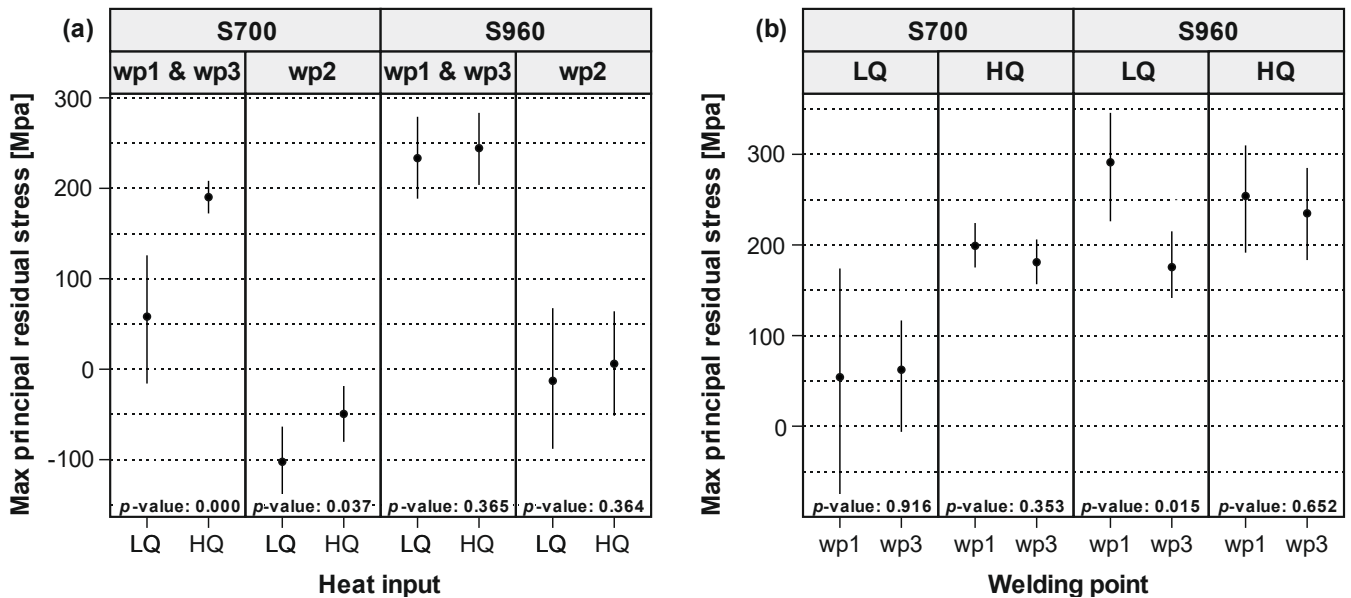 (a)
S700
S960
wp1 & wp3
wp2
wp1 & wp3
wp2
Max principal residual stress [Mpa]
300
200
100
0
-100
p-value: 0.000
p-value: 0.037
p-value: 0.365
p-value: 0.364
LQ
HQ
LQ
HQ
LQ
HQ
LQ
HQ
Heat input
(b)
S700
S960
LQ
HQ
LQ
HQ
Max principal residual stress [Mpa]
300
200
100
0
p-value: 0.916
p-value: 0.353
p-value: 0.015
p-value: 0.652
wp1
wp3
wp1
wp3
wp1
wp3
wp1
wp3
Welding point